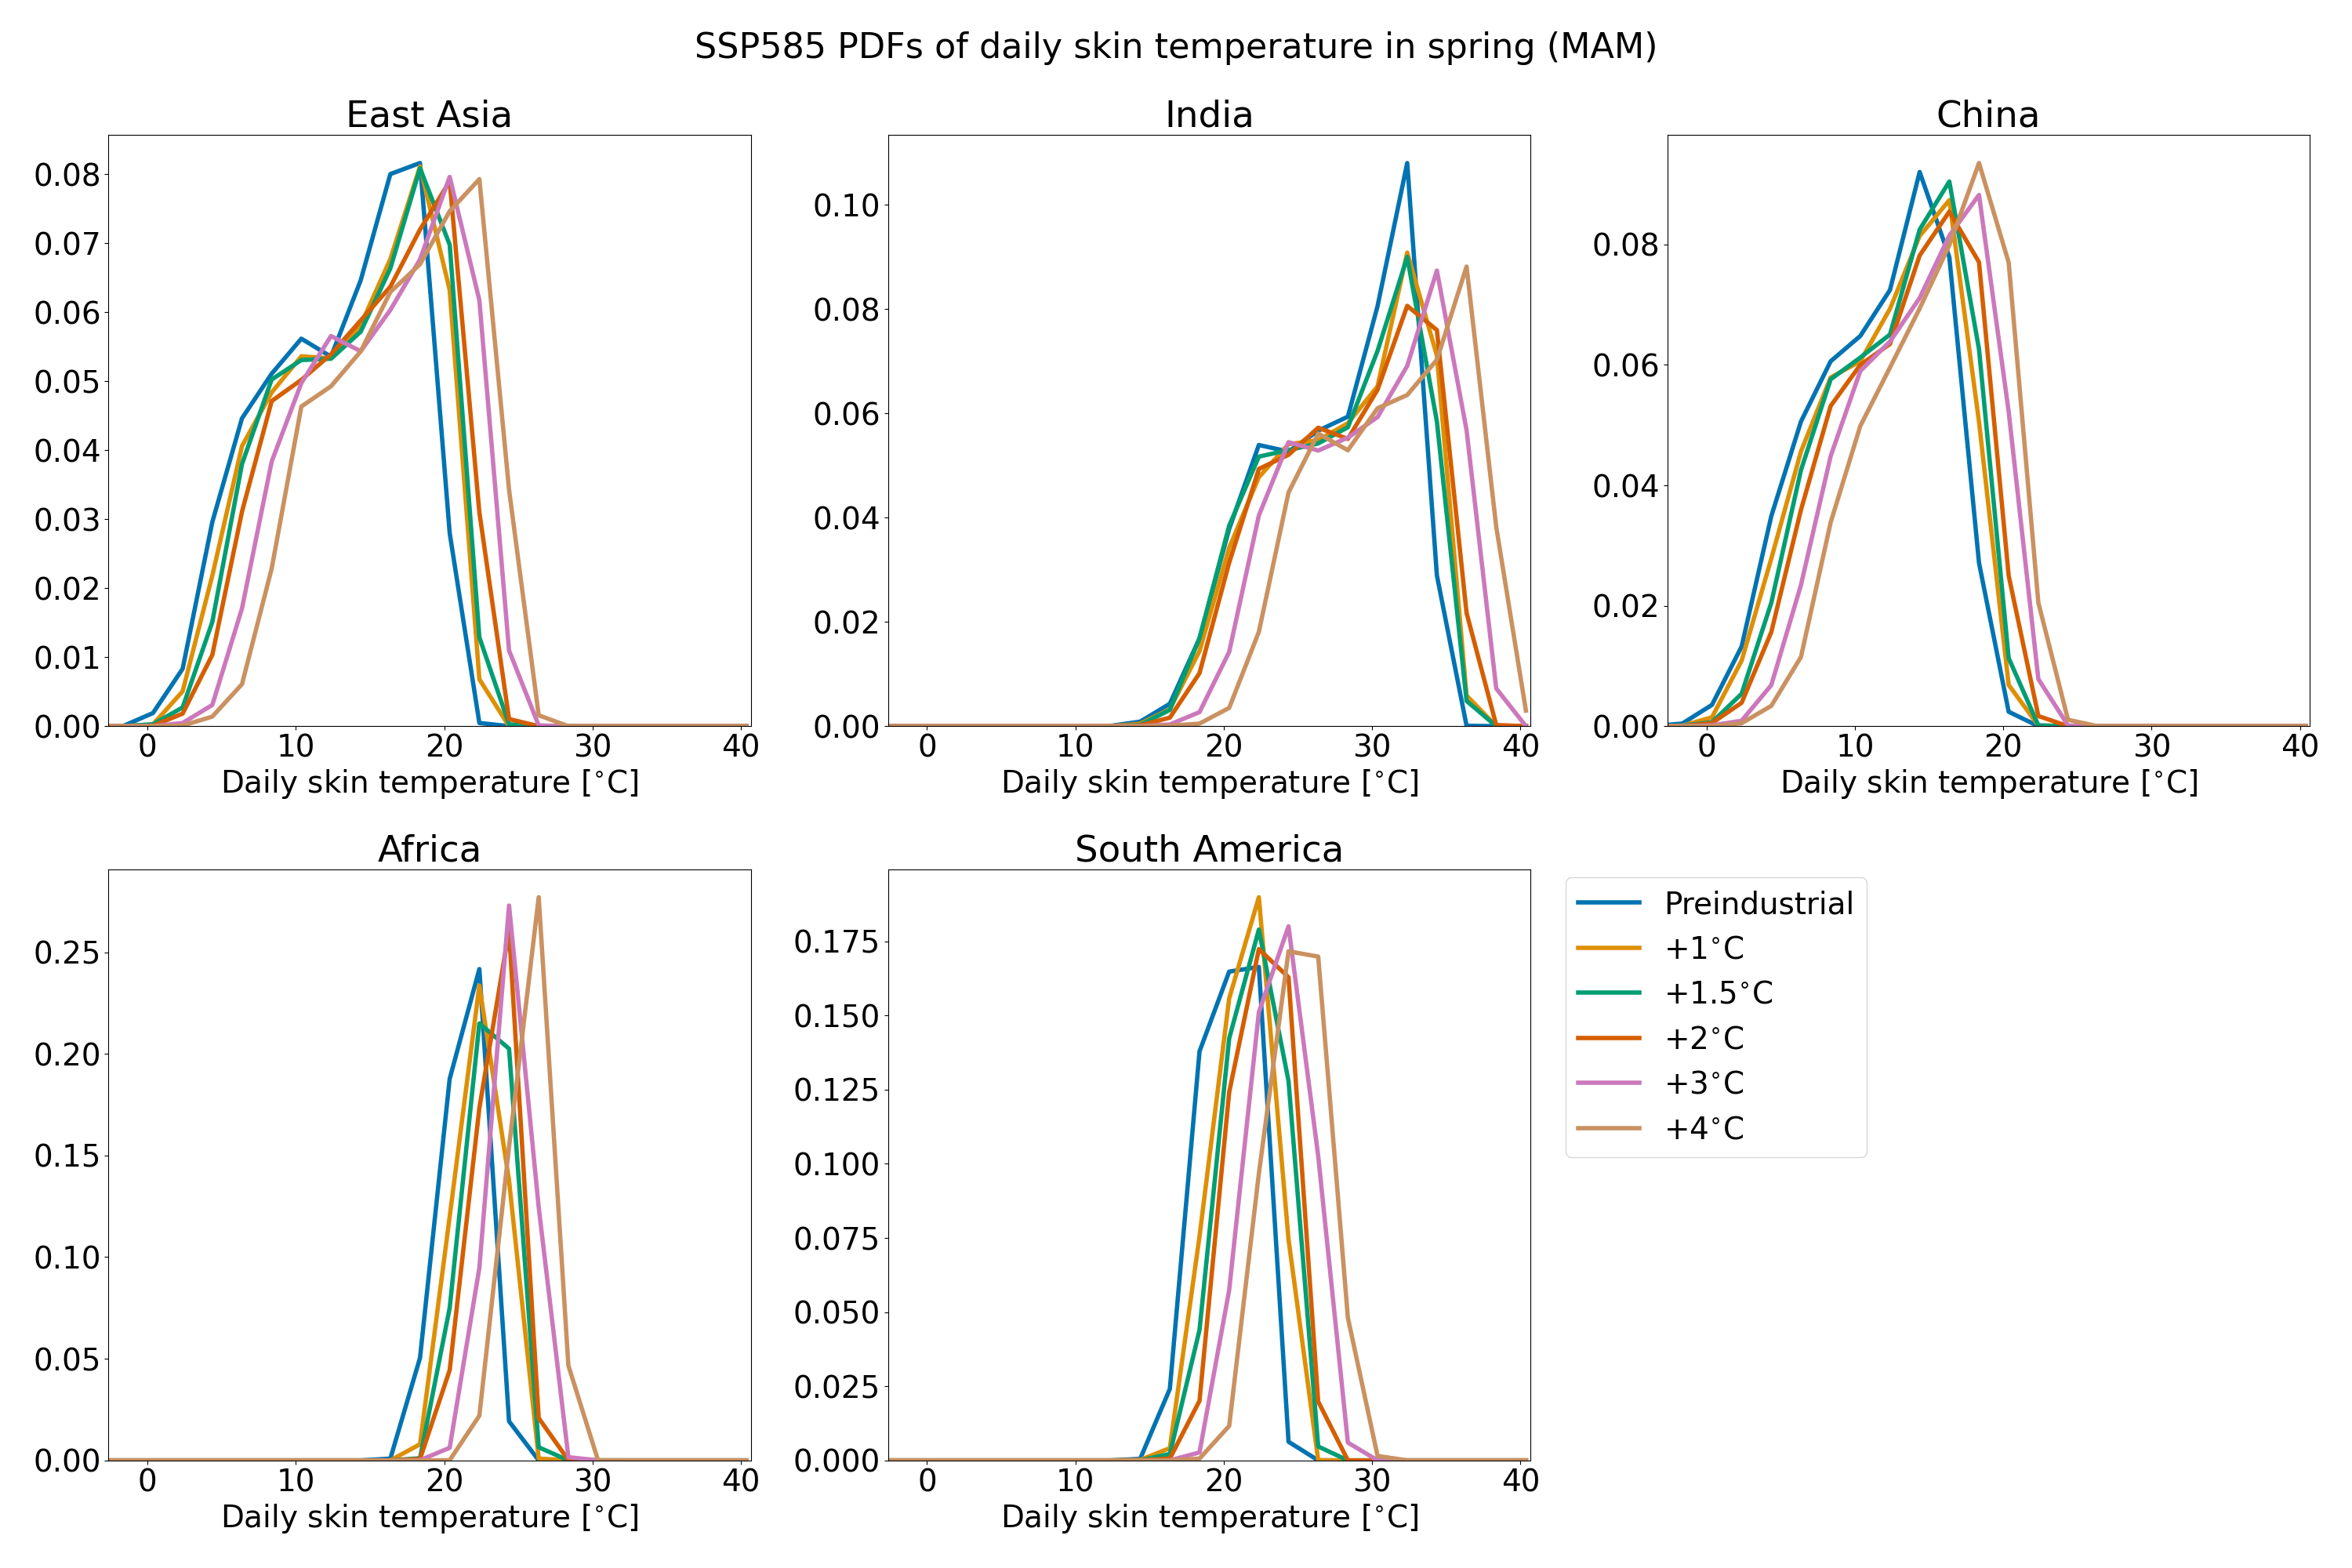 SSP585 PDFs of daily skin temperature in spring (MAM)
East Asia
0.08
0.07
0.06
0.05
0.04
0.03
0.02
0.01
0.00
0 10 20 30 40
Daily skin temperature [°C]
India
0.10
0.08
0.06
0.04
0.02
0.00
0 10 20 30 40
Daily skin temperature [°C]
China
0.08
0.06
0.04
0.02
0.00
0 10 20 30 40
Daily skin temperature [°C]
Africa
0.25
0.20
0.15
0.10
0.05
0.00
0 10 20 30 40
Daily skin temperature [°C]
South America
0.175
0.150
0.125
0.100
0.075
0.050
0.025
0.000
0 10 20 30 40
Daily skin temperature [°C]
Preindustrial
+1°C
+1.5°C
+2°C
+3°C
+4°C